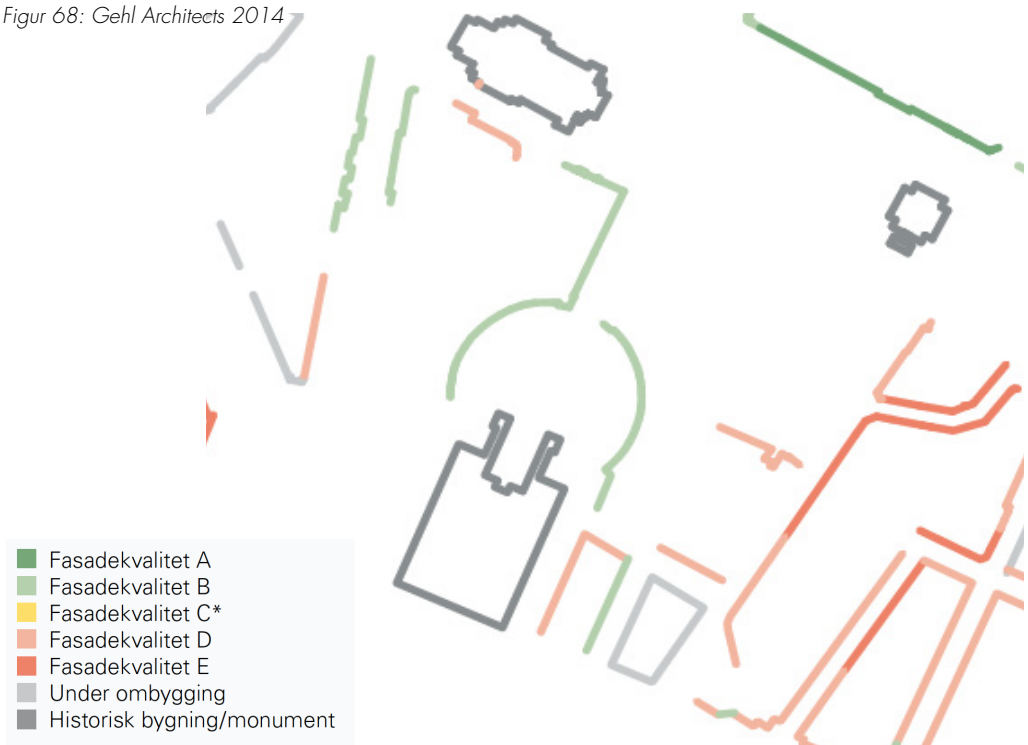 Figur 68: Gehl Architects 2014
Fasadekvalitet A
Fasadekvalitet B
Fasadekvalitet C*
Fasadekvalitet D
Fasadekvalitet E
Under ombygging
Historisk bygning/monument